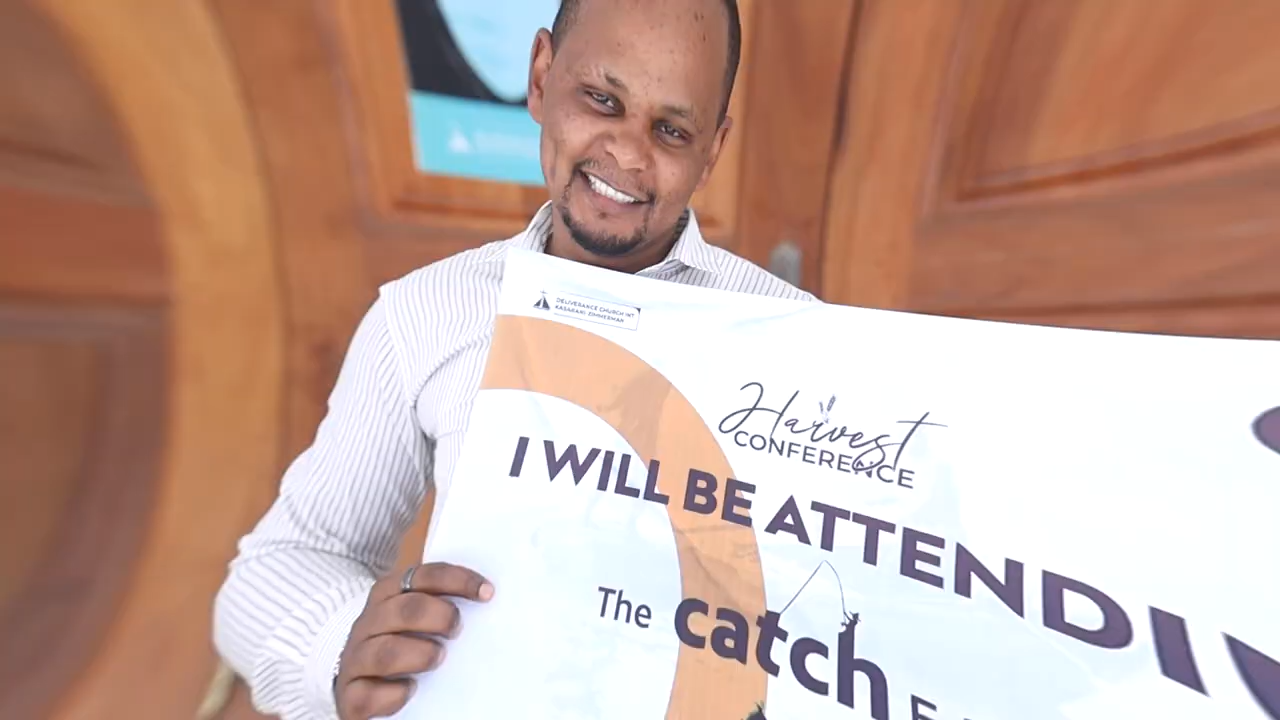 DELIVERANCE CHURCH INT
KASARANI ZIMMERMAN
Harvest
CONFERENCE
I WILL BE ATTENDI
The catch